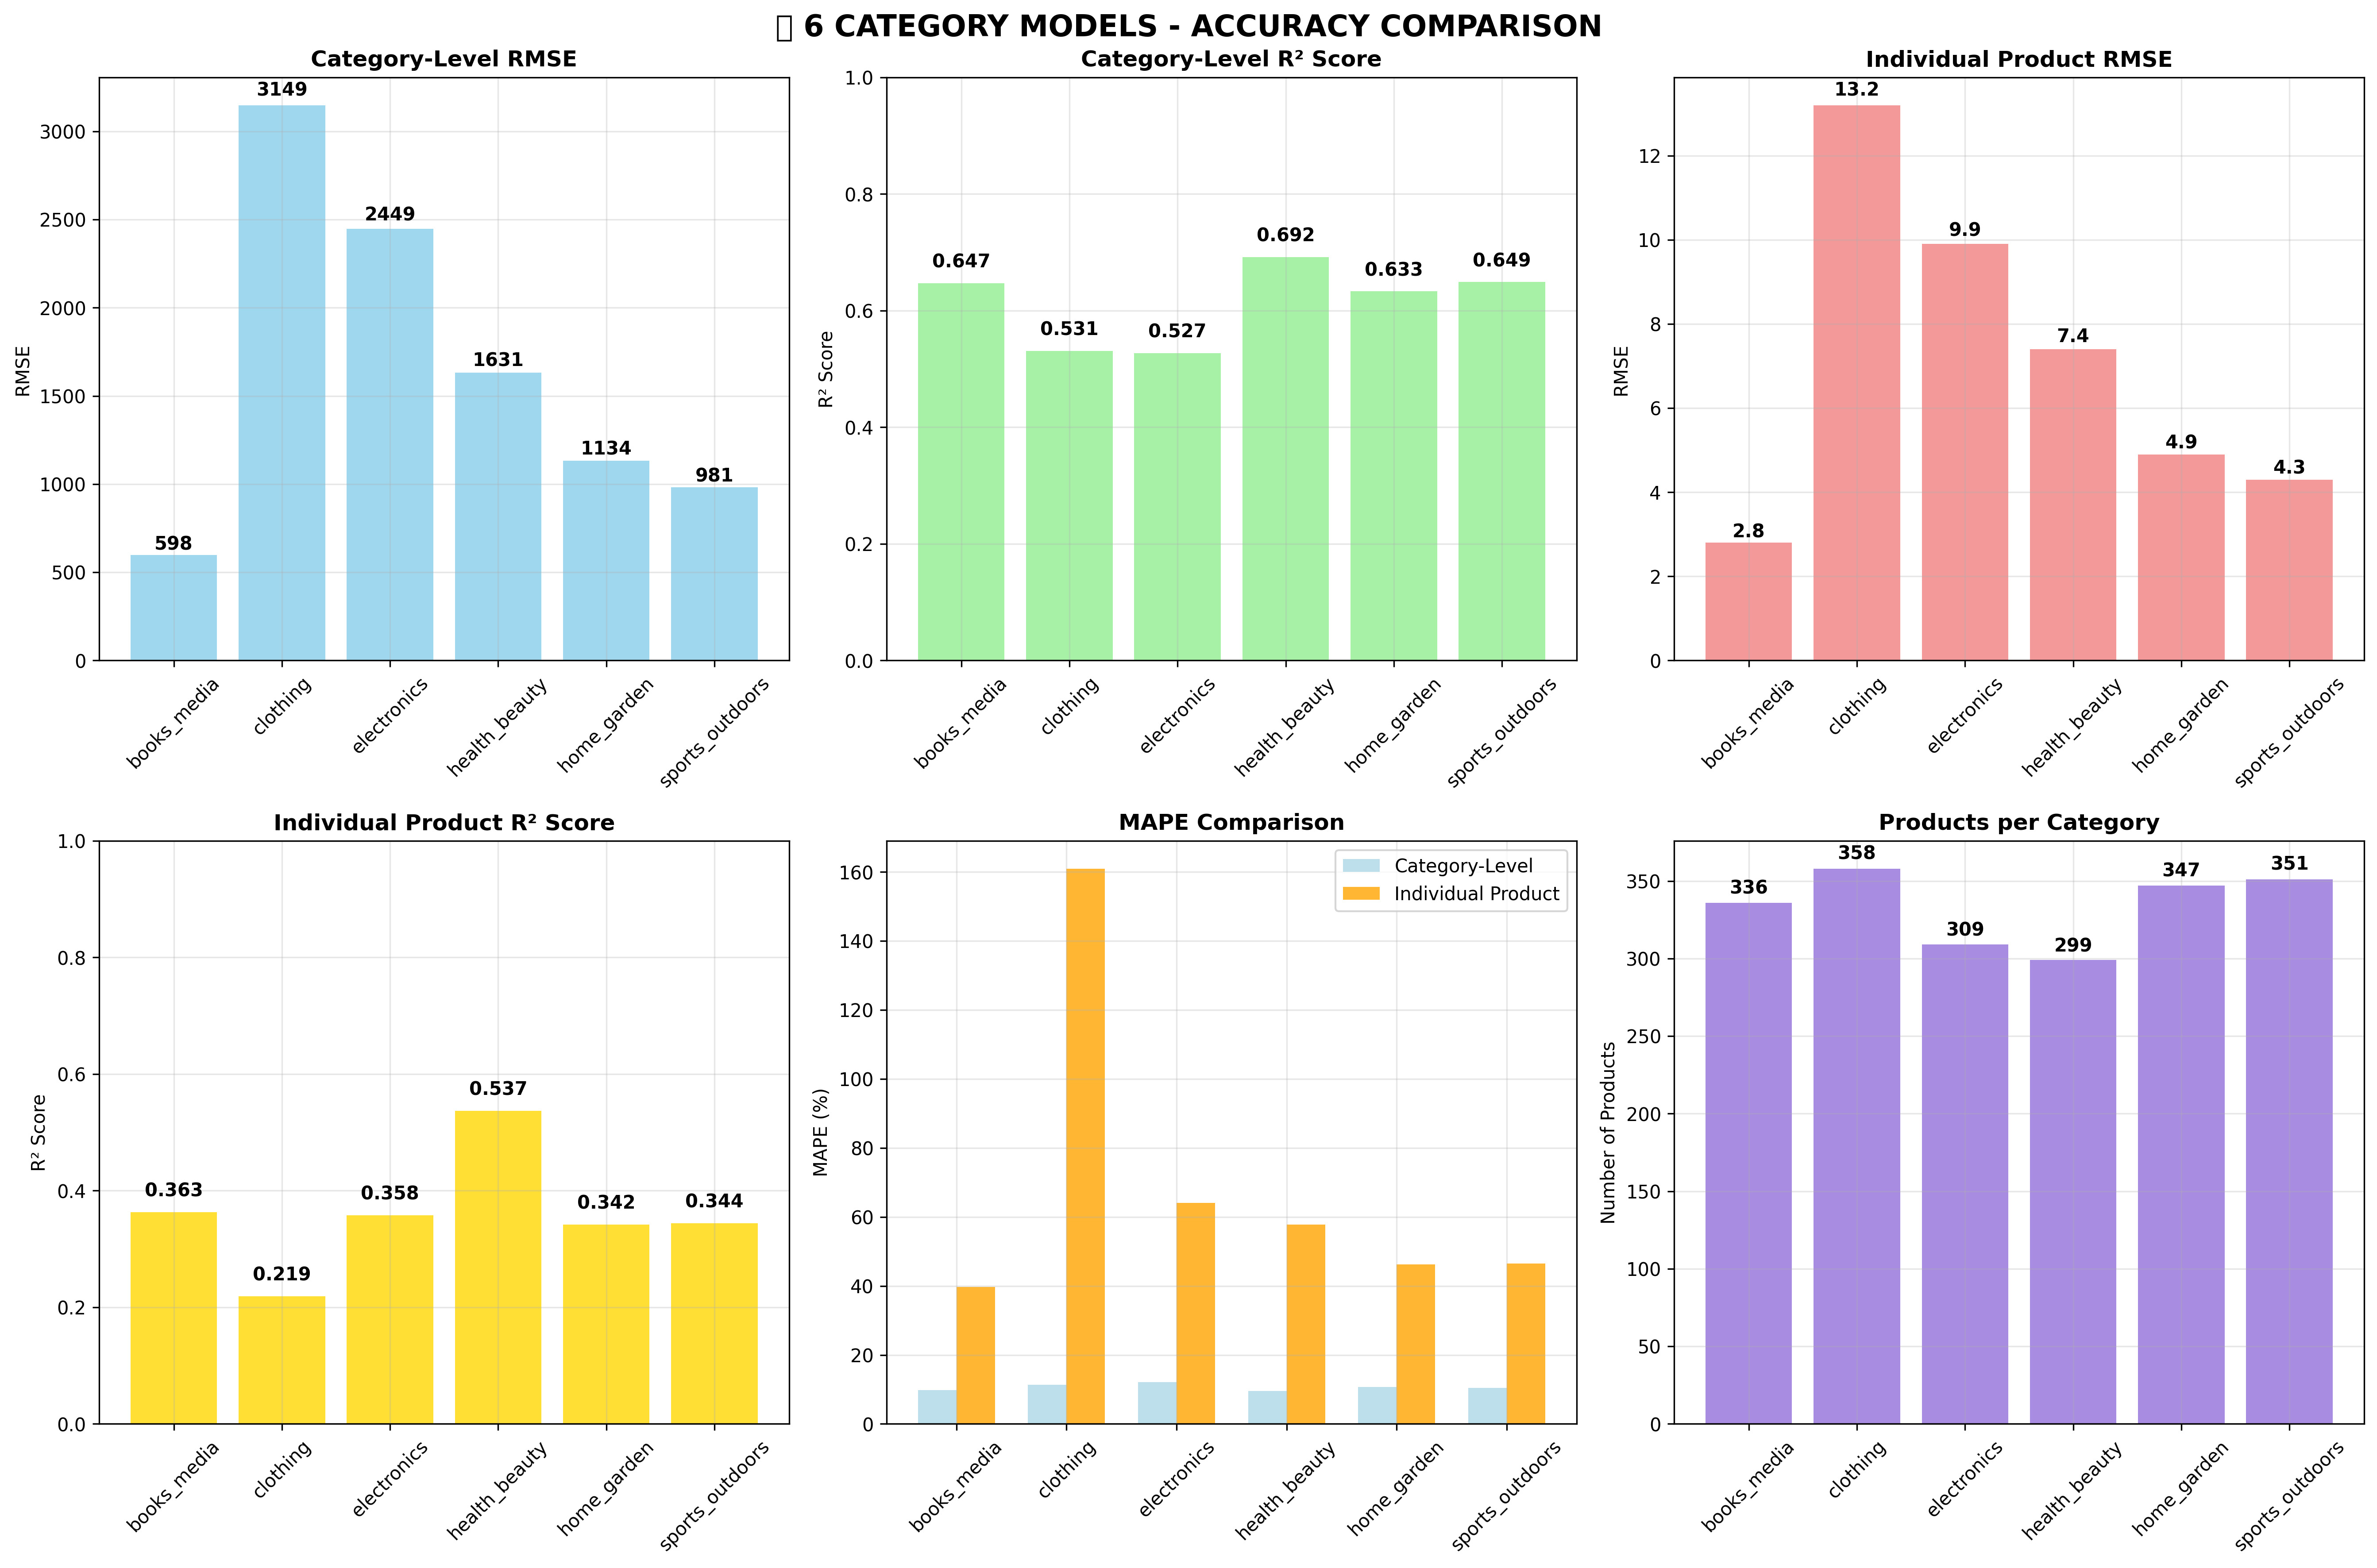 6 CATEGORY MODELS - ACCURACY COMPARISON
Category-Level RMSE
RMSE
3000
2500
2000
1500
1000
500
0
598
3149
2449
1631
1134
981
books_media
clothing
electronics
health_beauty
home_garden
sports_outdoors
Category-Level R² Score
R² Score
1.0
0.8
0.6
0.4
0.2
0.0
0.647
0.531
0.527
0.692
0.633
0.649
books_media
clothing
electronics
health_beauty
home_garden
sports_outdoors
Individual Product RMSE
RMSE
12
10
8
6
4
2
0
2.8
13.2
9.9
7.4
4.9
4.3
books_media
clothing
electronics
health_beauty
home_garden
sports_outdoors
Individual Product R² Score
R² Score
1.0
0.8
0.6
0.4
0.2
0.0
0.363
0.219
0.358
0.537
0.342
0.344
books_media
clothing
electronics
health_beauty
home_garden
sports_outdoors
MAPE Comparison
MAPE (%)
160
140
120
100
80
60
40
20
0
Category-Level
Individual Product
books_media
clothing
electronics
health_beauty
home_garden
sports_outdoors
Products per Category
Number of Products
350
300
250
200
150
100
50
0
336
358
309
299
347
351
books_media
clothing
electronics
health_beauty
home_garden
sports_outdoors